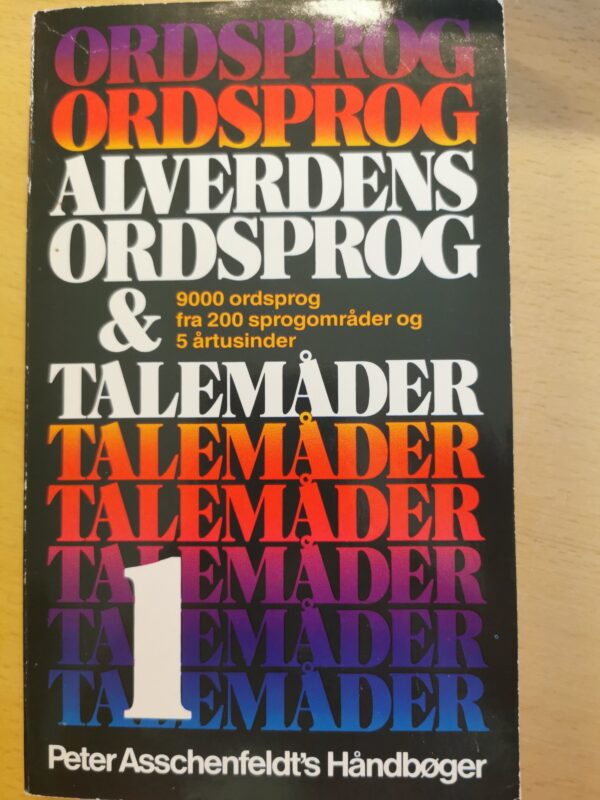 ORDSPROG
ORDSPROG
ALVERDENS
ORDSPROG
&
9000 ordsprog
fra 200 sprogområder og
5 årtusinder
TALEMÅDER
TALEMÅDER
TALEMÅDER
TALEMÅDER
TALEMÅDER
TALEMÅDER
1
Peter Asschenfeldt's Håndbøger